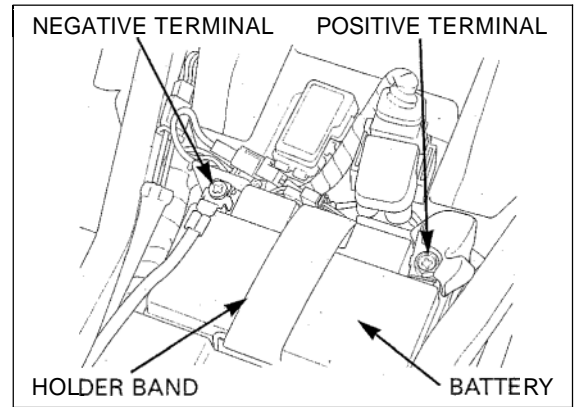 NEGATIVE TERMINAL
POSITIVE TERMINAL
HOLDER BAND
BATTERY